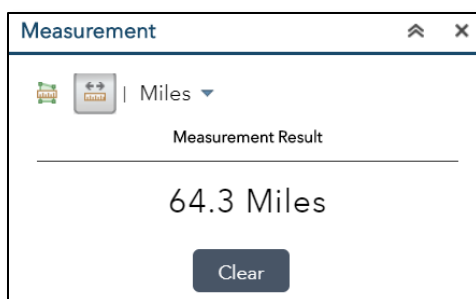 Measurement
| Miles
Measurement Result
64.3 Miles
Clear